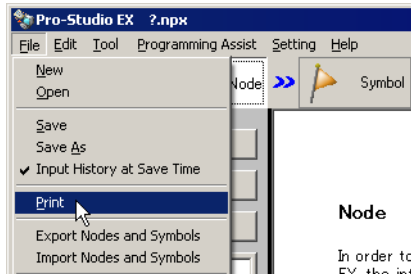 Pro-Studio EX ?.npx
File Edit Tool Programming Assist Setting Help
New
Open
Node
Symbol
Save
Save As
Input History at Save Time
Print
Export Nodes and Symbols
Import Nodes and Symbols
Node
In order to
EX, the int